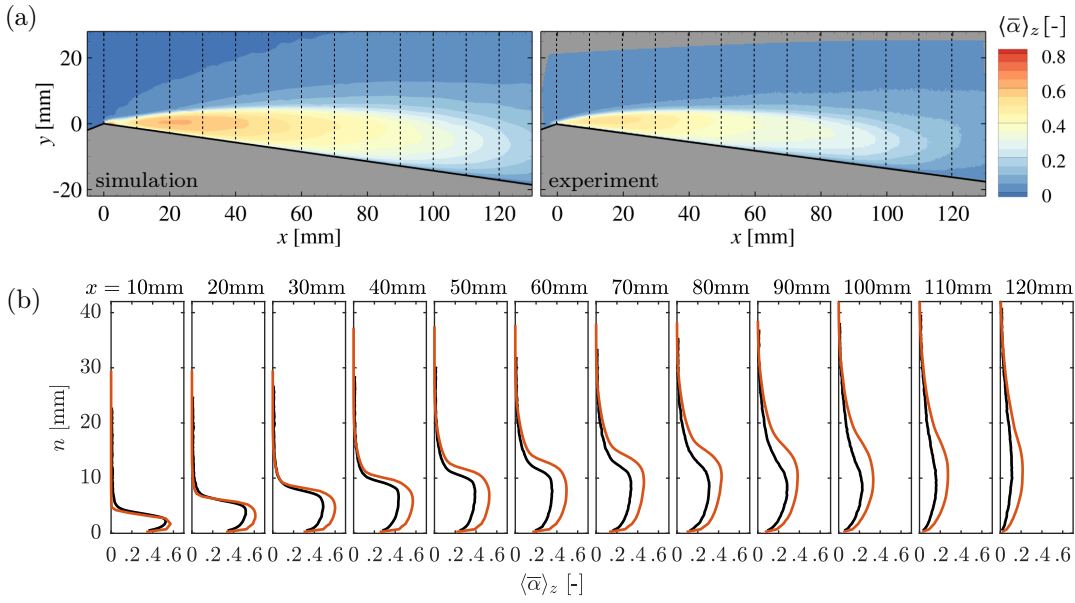 (a)
⟨α̅⟩z [-]
y [mm]
20
0
-20
simulation
experiment
0.8
0.6
0.4
0.2
0
0 20 40 60 80 100 120
0 20 40 60 80 100 120
x [mm]
x [mm]
(b)
x = 10mm 20mm 30mm 40mm 50mm 60mm 70mm 80mm 90mm 100mm 110mm 120mm
n [mm]
40
30
20
10
0
0 .2 .4 .6 0 .2 .4 .6 0 .2 .4 .6 0 .2 .4 .6 0 .2 .4 .6 0 .2 .4 .6 0 .2 .4 .6 0 .2 .4 .6 0 .2 .4 .6 0 .2 .4 .6 0 .2 .4 .6 0 .2 .4 .6
⟨α̅⟩z [-]